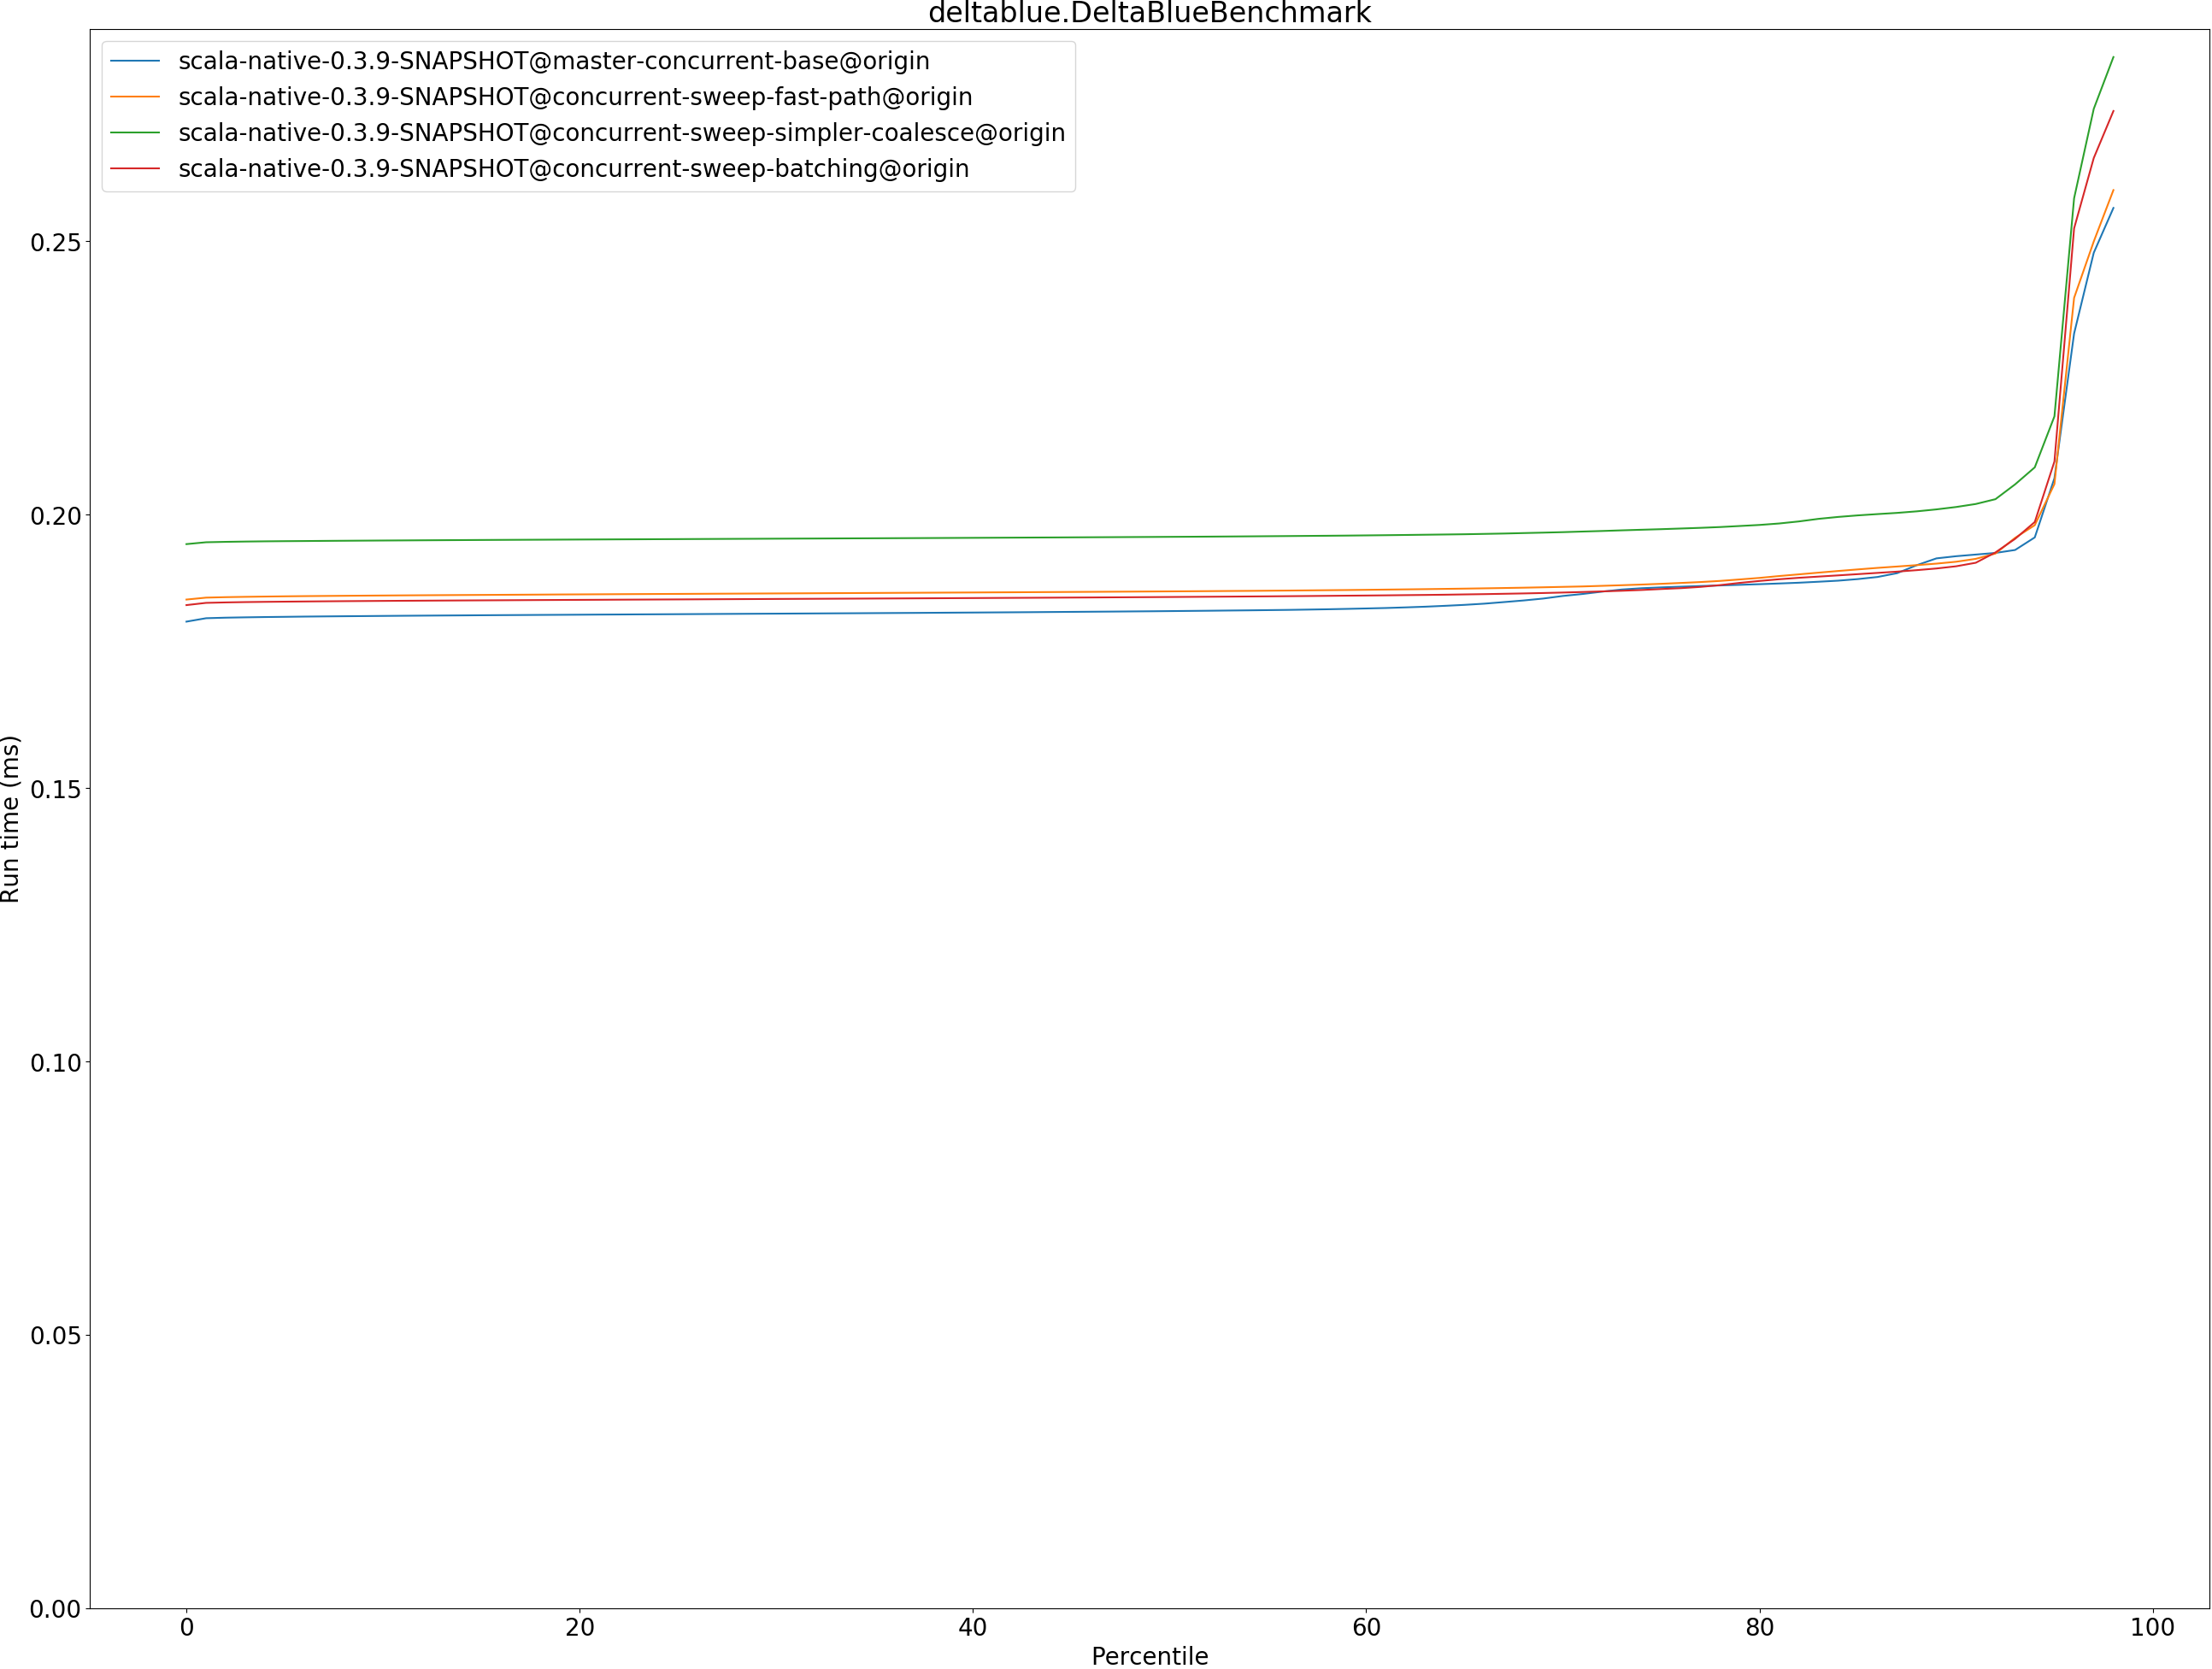 deltablue.DeltaBlueBenchmark
scala-native-0.3.9-SNAPSHOT@master-concurrent-base@origin
scala-native-0.3.9-SNAPSHOT@concurrent-sweep-fast-path@origin
scala-native-0.3.9-SNAPSHOT@concurrent-sweep-simpler-coalesce@origin
scala-native-0.3.9-SNAPSHOT@concurrent-sweep-batching@origin
Run time (ms)
0.25
0.20
0.15
0.10
0.05
0.00
0 20 40 60 80 100
Percentile